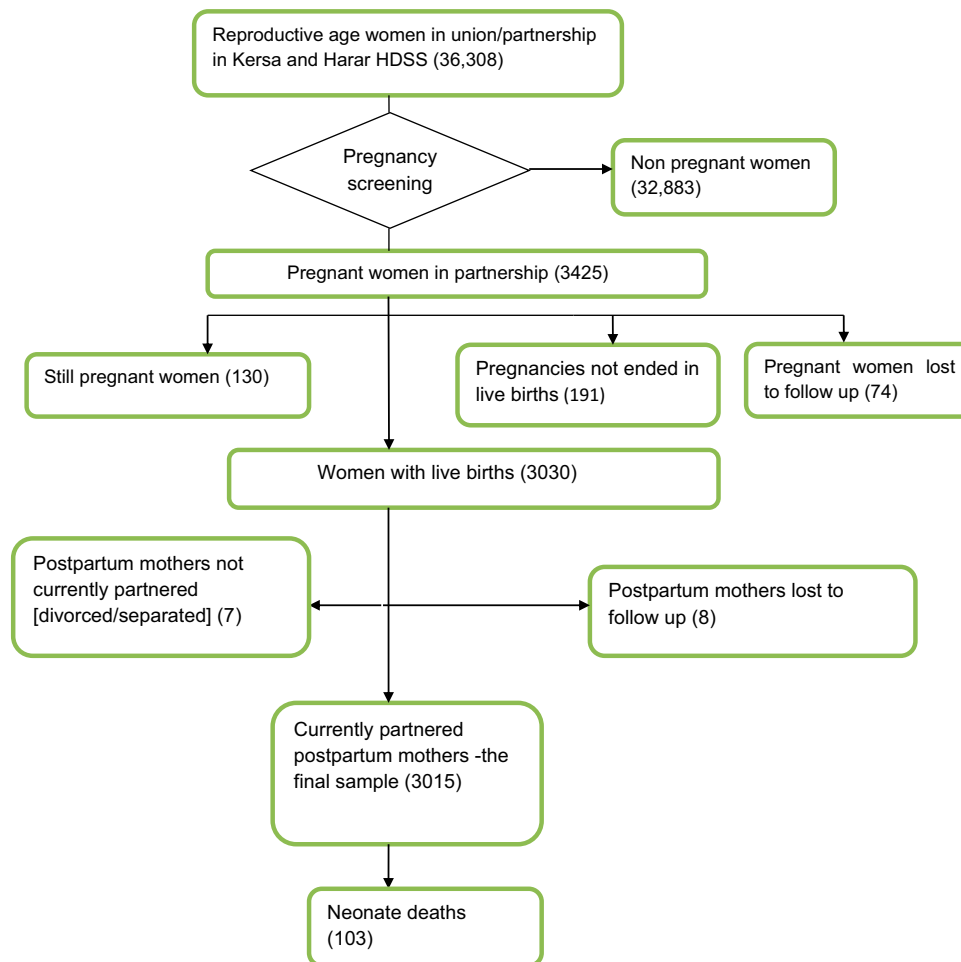 Reproductive age women in union/partnership
in Kersa and Harar HDSS (36,308)
Pregnancy
screening
Non pregnant women
(32,883)
Pregnant women in partnership (3425)
Still pregnant women (130)
Pregnancies not ended in
live births (191)
Pregnant women lost
to follow up (74)
Women with live births (3030)
Postpartum mothers not
currently partnered
[divorced/separated] (7)
Postpartum mothers lost to
follow up (8)
Currently partnered
postpartum mothers -the
final sample (3015)
Neonate deaths
(103)